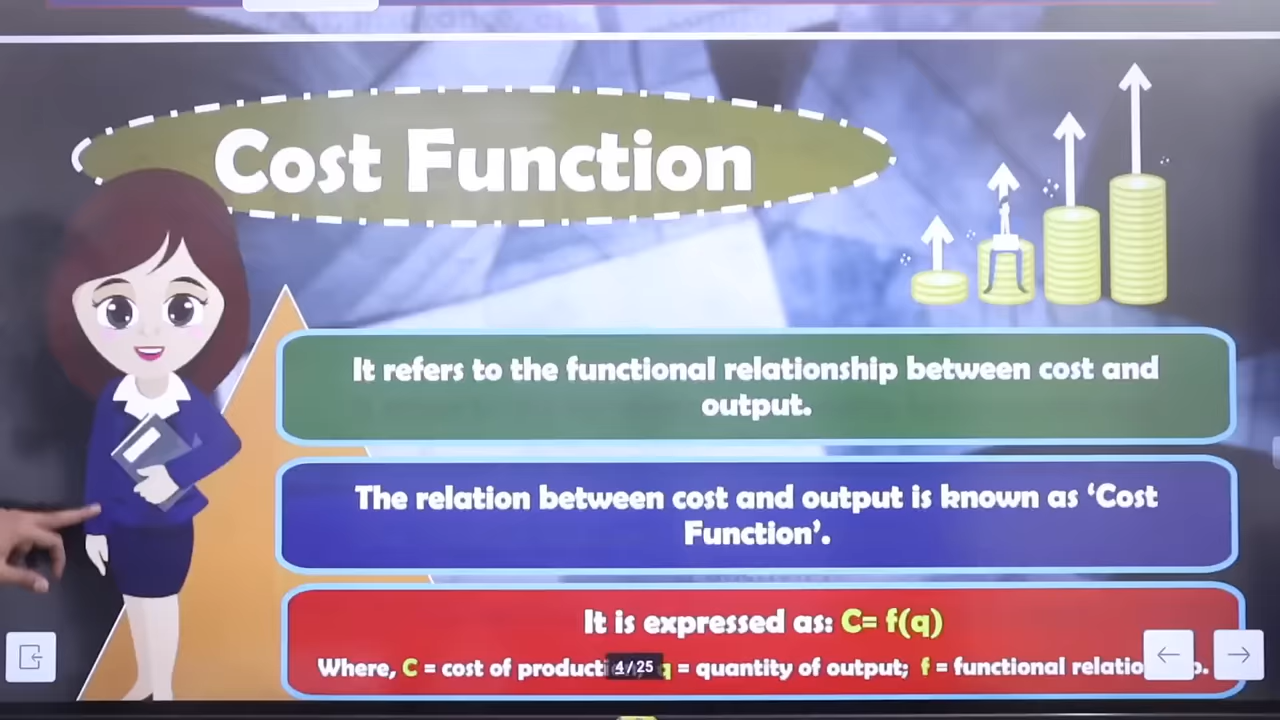 Cost Function
It refers to the functional relationship between cost and
output.
The relation between cost and output is known as ‘Cost
Function’.
It is expressed as: C= f(q)
Where, C = cost of producti q = quantity of output; f = functional relatio p.
4/25